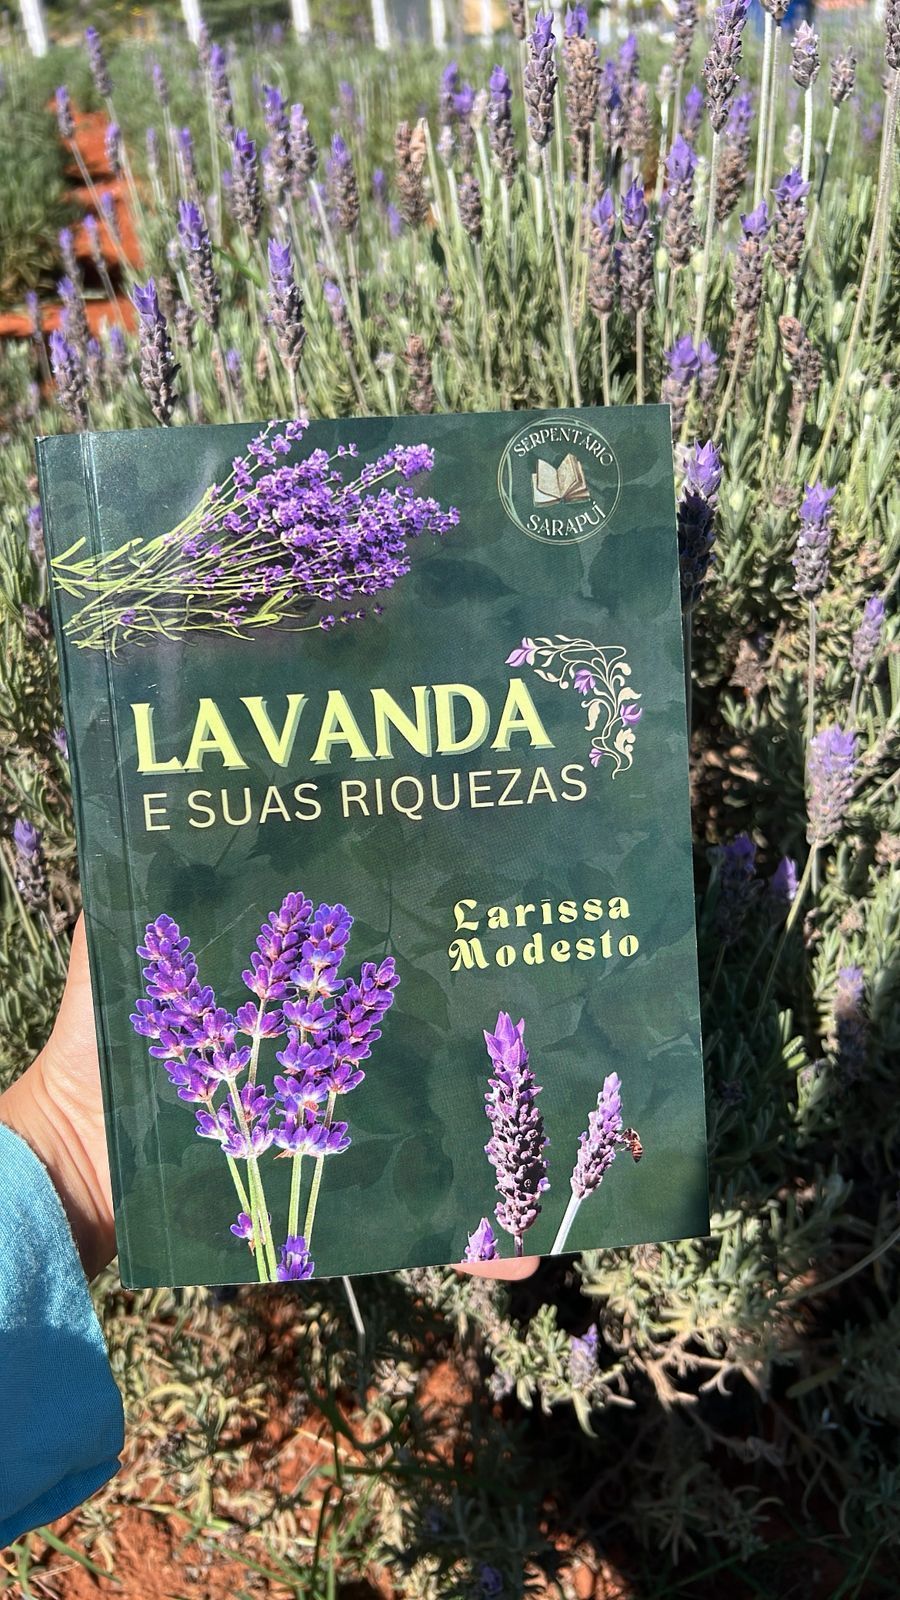 SERPENTÁRIO
SARAPUÍ
LAVANDA
E SUAS RIQUEZAS
Larissa
Modesto